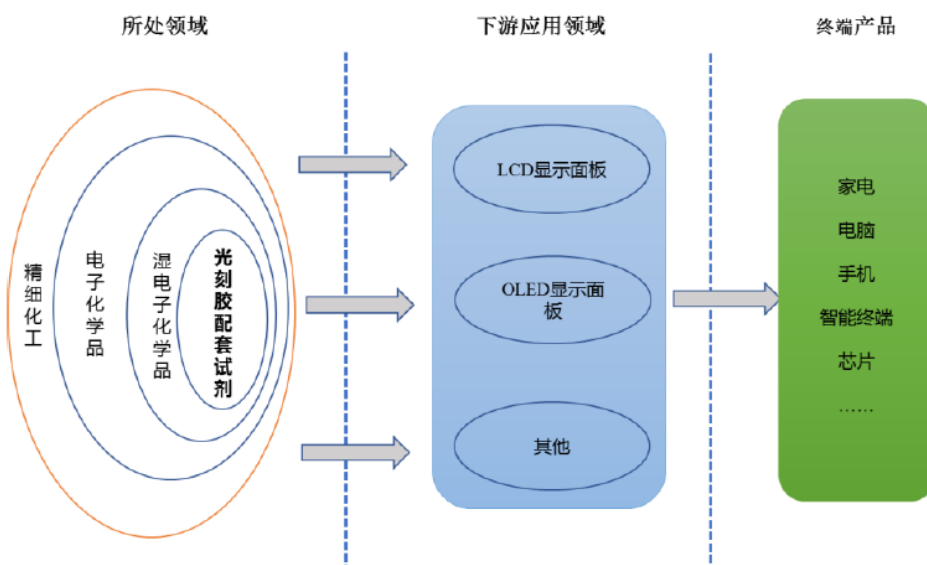 所处领域
下游应用领域
终端产品
精细化工
电子化学品
湿电子化学品
光刻胶配套试剂
LCD显示面板
OLED显示面
板
其他
家电
电脑
手机
智能终端
芯片
……